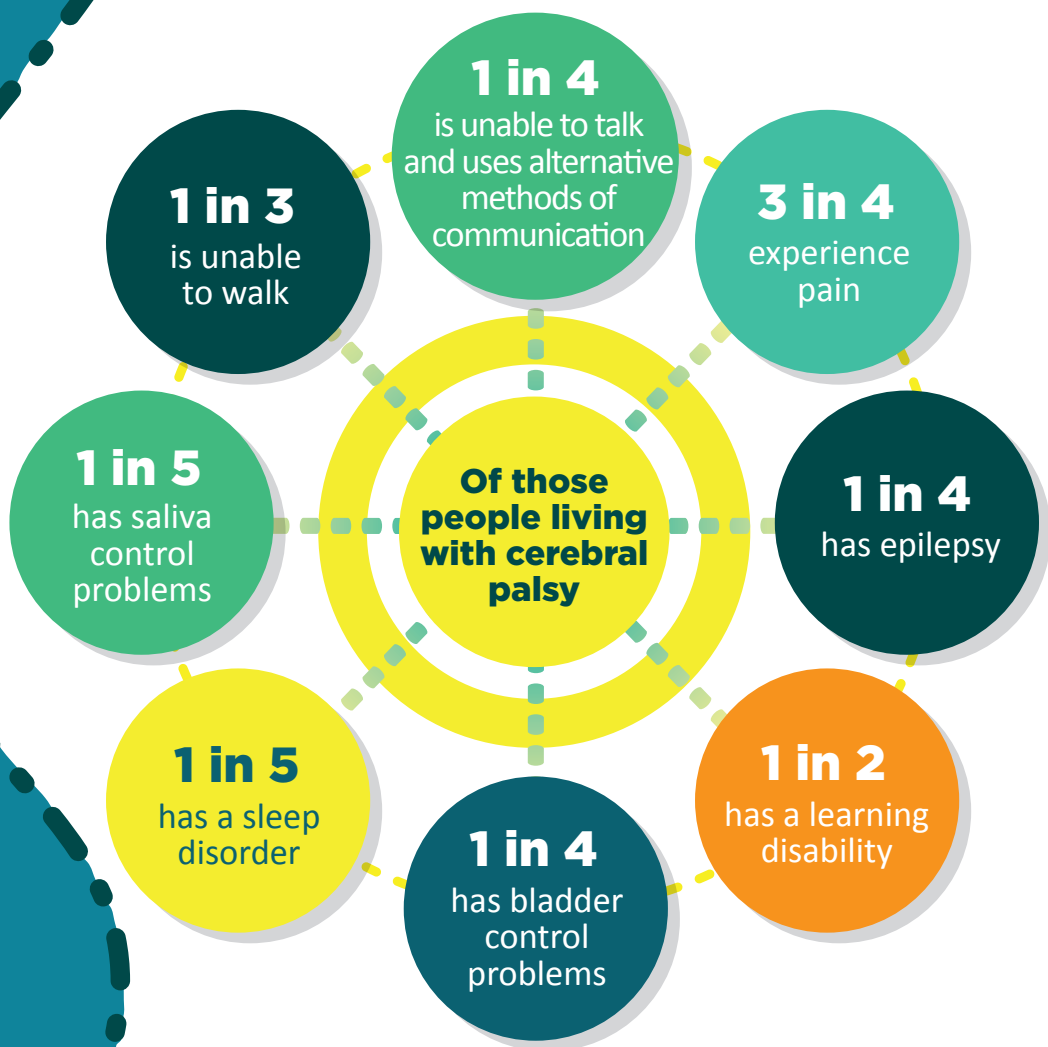 1 in 4
is unable to talk
and uses alternative
methods of
communication
3 in 4
experience
pain
1 in 4
has epilepsy
1 in 2
has a learning
disability
1 in 4
has bladder
control
problems
1 in 5
has a sleep
disorder
1 in 5
has saliva
control
problems
1 in 3
is unable
to walk
Of those
people living
with cerebral
palsy